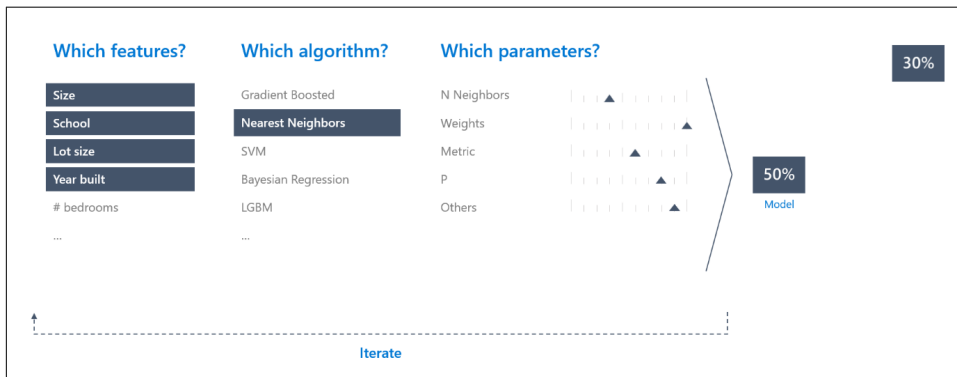 Which features?
Which algorithm?
Which parameters?
30%
Size
School
Lot size
Year built
# bedrooms
...
Gradient Boosted
Nearest Neighbors
SVM
Bayesian Regression
LGBM
...
N Neighbors
Weights
Metric
P
Others
50%
Model
Iterate